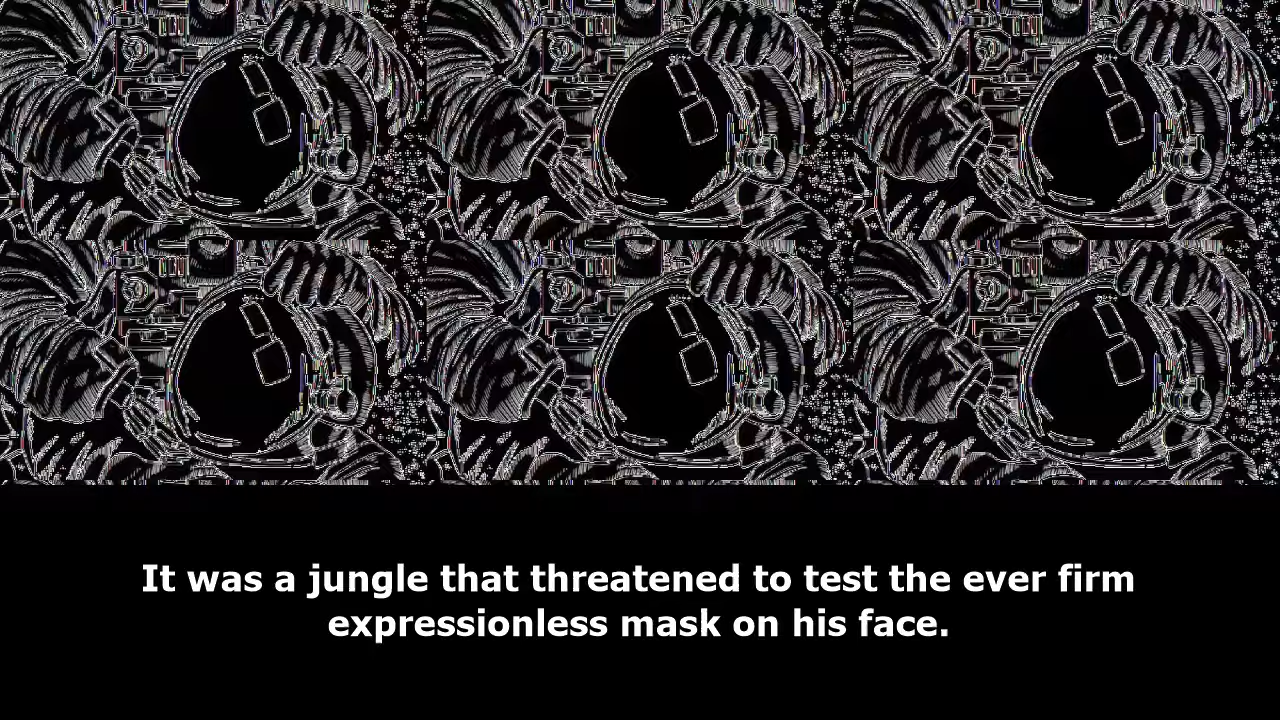 It was a jungle that threatened to test the ever firm
expressionless mask on his face.